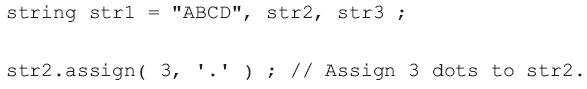 string str1 = "ABCD", str2, str3 ;
str2.assign( 3, '.' ) ; // Assign 3 dots to str2.